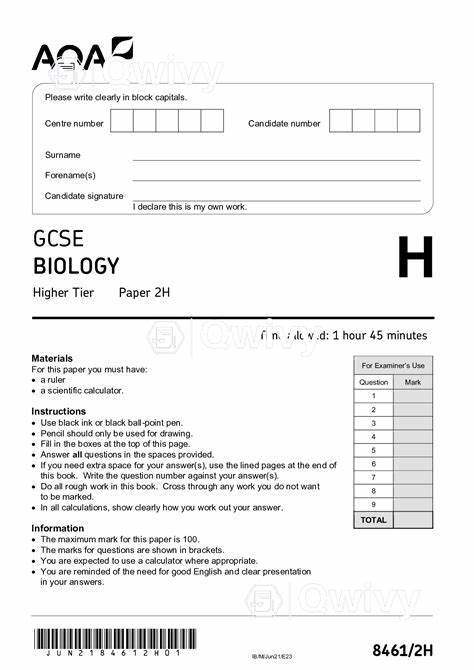 AQA
Qwivy
Please write clearly in block capitals.
Centre number
Candidate number
Surname
Forename(s)
Candidate signature
I declare this is my own work.
GCSE
BIOLOGY
H
Higher Tier Paper 2H
Qwivy
allowed: 1 hour 45 minutes
Materials
For this paper you must have:
• a ruler
• a scientific calculator.
Instructions
• Use black ink or black ball-point pen.
• Pencil should only be used for drawing.
• Fill in the boxes at the top of this page.
• Answer all questions in the spaces provided.
• If you need extra space for your answer(s), use the lined pages at the end of
this book. Write the question number against your answer(s).
• Do all rough work in this book. Cross through any work you do not want
to be marked.
• In all calculations, show clearly how you work out your answer.
Information
• The maximum mark for this paper is 100.
• The marks for questions are shown in brackets.
• You are expected to use a calculator where appropriate.
• You are reminded of the need for good English and clear presentation
in your answers.
For Examiner's Use
Question Mark
1
2
3
4
5
6
7
8
9
TOTAL
Qwivy
JUN2184612H01
IB/M/Jun21/E23
8461/2H